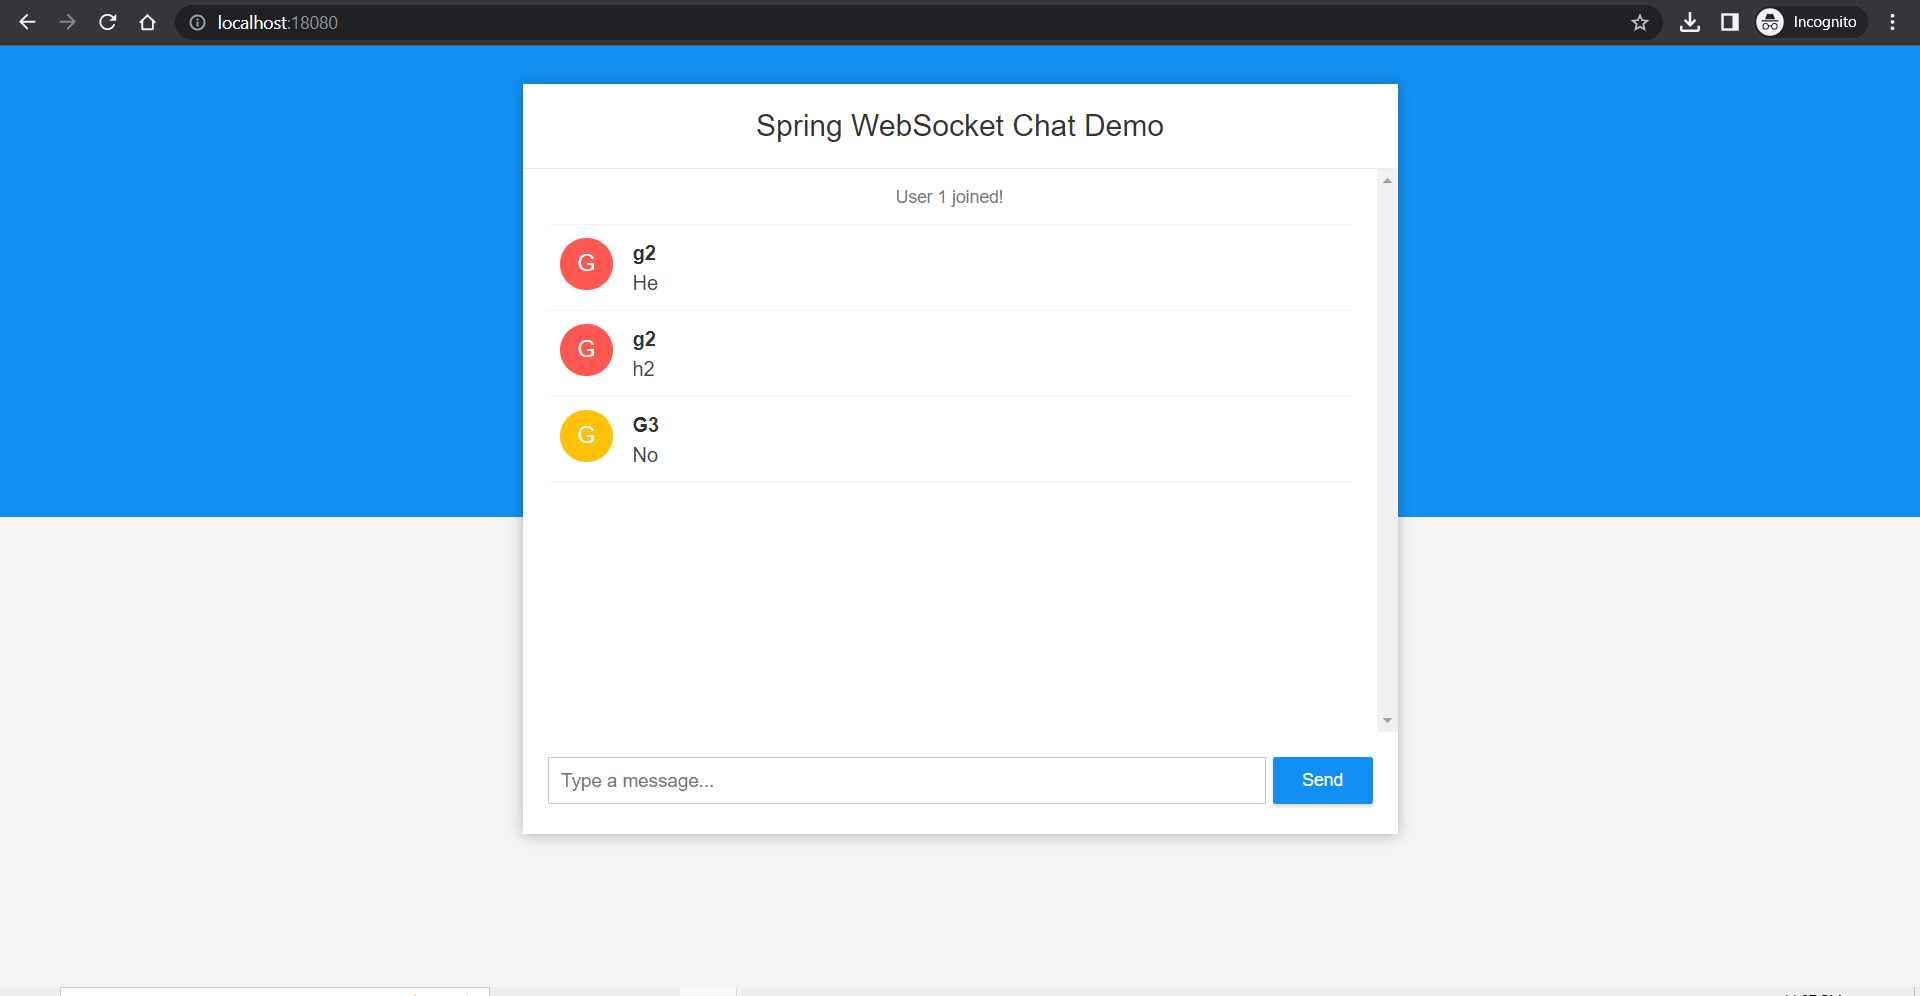 localhost:18080
Incognito
Spring WebSocket Chat Demo
User 1 joined!
G
g2
He
G
g2
h2
G
G3
No
Type a message...
Send